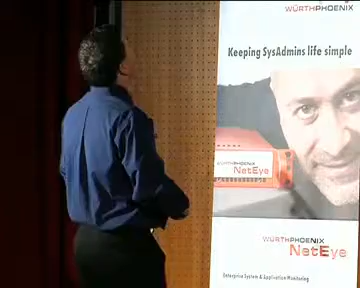 WÜRTHPHOENIX
Keeping SysAdmins life simple
WÜRTHPHOENIX
NetEye
WÜRTHPHOENIX
NetEye
Enterprise System & Application Monitoring